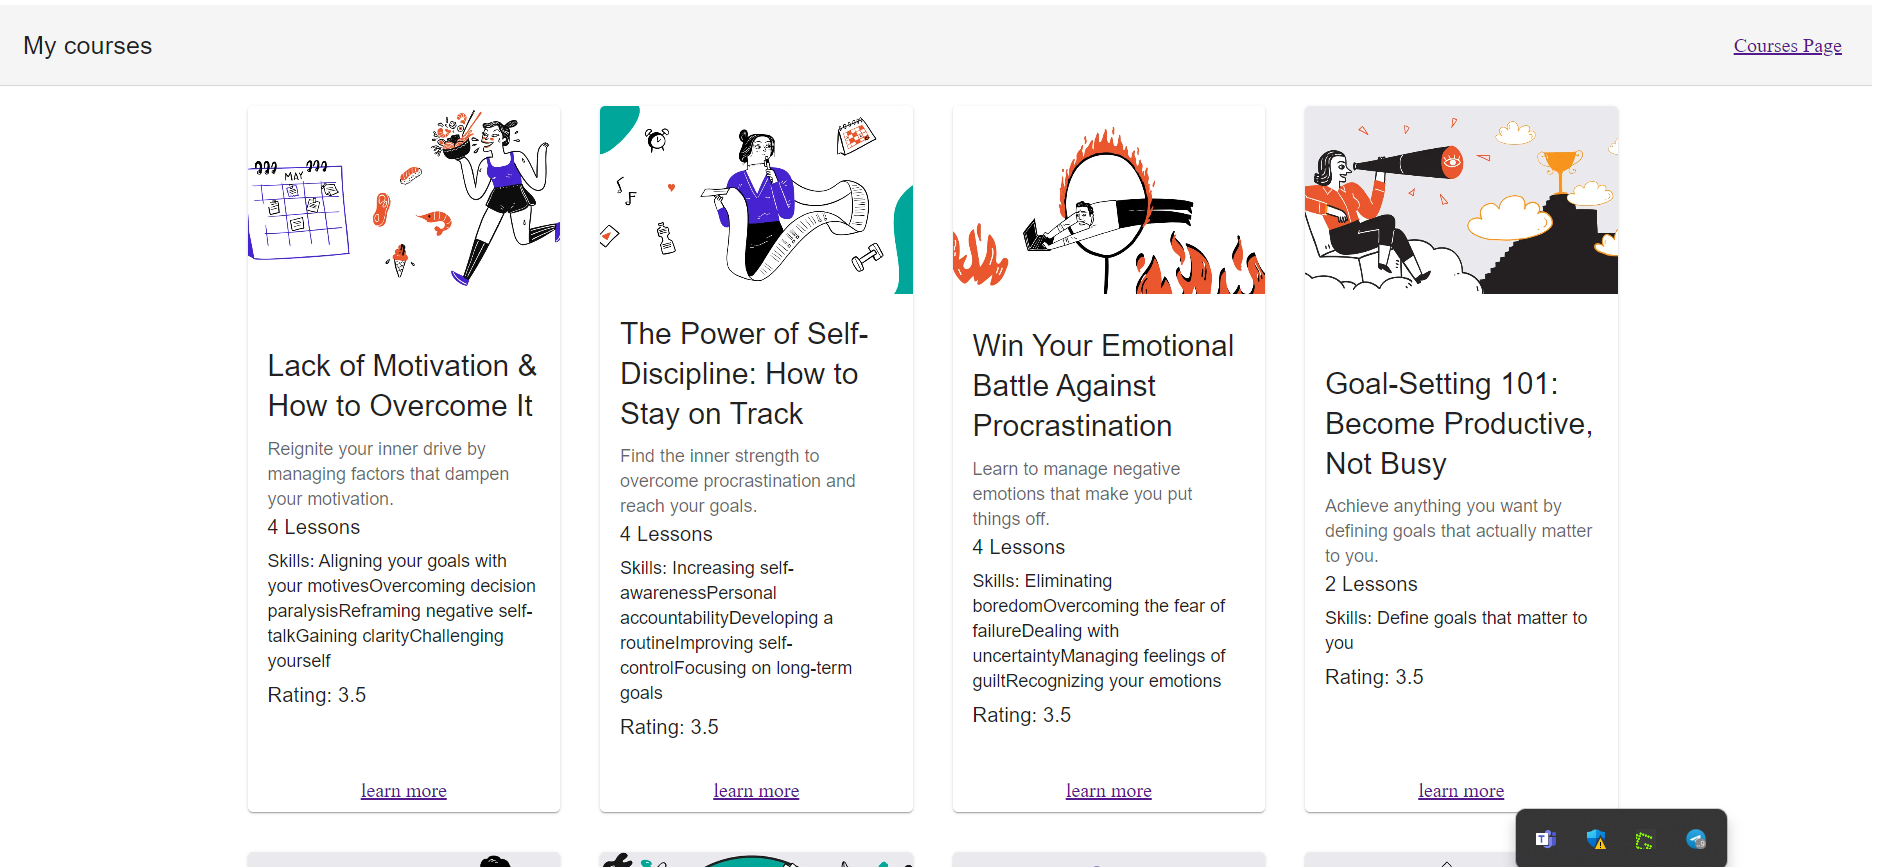 My courses
Courses Page
MAY
Lack of Motivation &
How to Overcome It
Reignite your inner drive by
managing factors that dampen
your motivation.
4 Lessons
Skills: Aligning your goals with
your motivesOvercoming decision
paralysisReframing negative self-
talkGaining clarityChallenging
yourself
Rating: 3.5
learn more
The Power of Self-
Discipline: How to
Stay on Track
Find the inner strength to
overcome procrastination and
reach your goals.
4 Lessons
Skills: Increasing self-
awarenessPersonal
accountabilityDeveloping a
routineImproving self-
controlFocusing on long-term
goals
Rating: 3.5
learn more
Win Your Emotional
Battle Against
Procrastination
Learn to manage negative
emotions that make you put
things off.
4 Lessons
Skills: Eliminating
boredomOvercoming the fear of
failureDealing with
uncertaintyManaging feelings of
guiltRecognizing your emotions
Rating: 3.5
learn more
Goal-Setting 101:
Become Productive,
Not Busy
Achieve anything you want by
defining goals that actually matter
to you.
2 Lessons
Skills: Define goals that matter to
you
Rating: 3.5
learn more